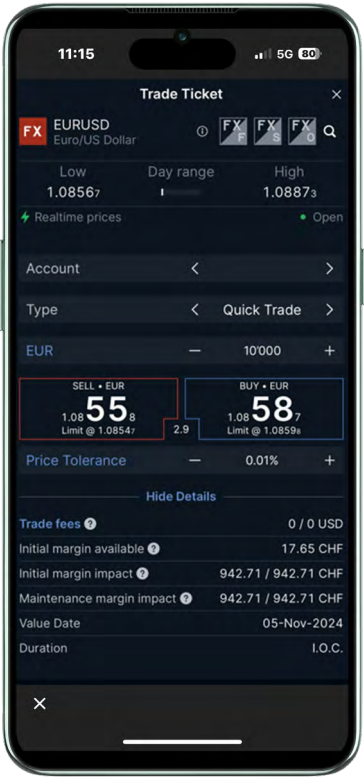 11:15 5G 80
Trade Ticket ×
FX EURUSD FX F FX S FX O
Euro/US Dollar
Low Day range High
1.08567 1.08873
Realtime prices Open
Account < >
Type < Quick Trade >
EUR — 10'000 +
SELL • EUR BUY • EUR
1.08 55 8 1.08 58 7
Limit @ 1.08547 2.9 Limit @ 1.08598
Price Tolerance — 0.01% +
Hide Details
Trade fees ? 0 / 0 USD
Initial margin available ? 17.65 CHF
Initial margin impact ? 942.71 / 942.71 CHF
Maintenance margin impact ? 942.71 / 942.71 CHF
Value Date 05-Nov-2024
Duration I.O.C.
×